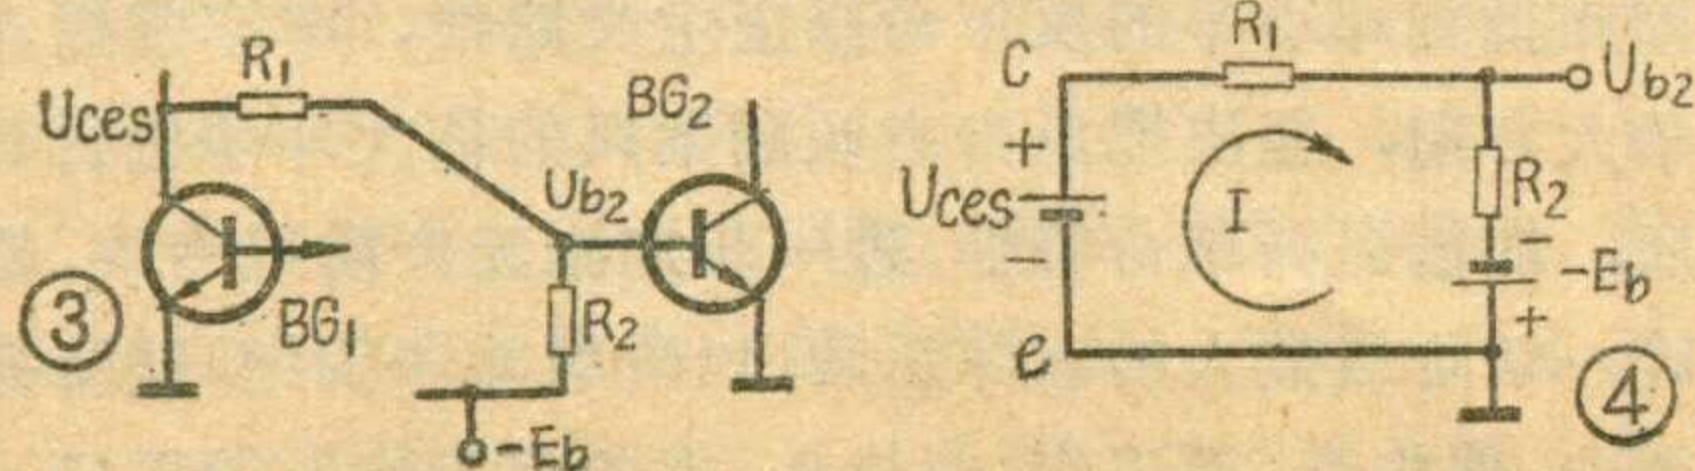 R1
Uces
BG2
Ub2
BG1
R2
-Eb
③
R1
C
Ub2
+
Uces
I
R2
-
-
-Eb
+
e
④